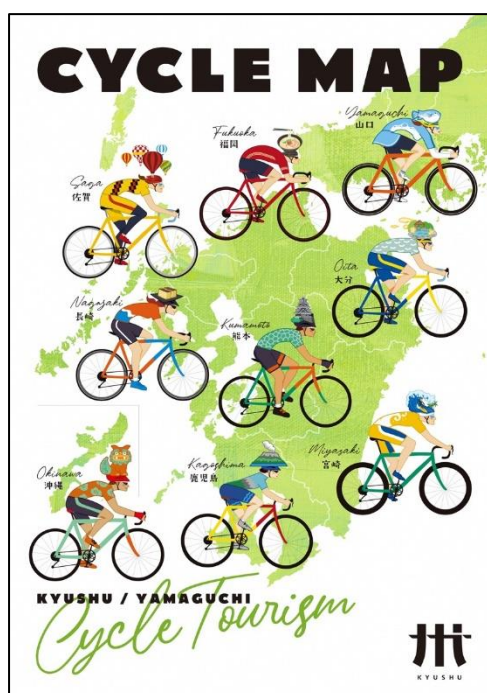 CYCLE MAP
Yamaguchi
山口
Fukuoka
福岡
Saga
佐賀
Oita
大分
Nagasaki
長崎
Kumamoto
熊本
Miyazaki
宮崎
Okinawa
沖縄
Kagoshima
鹿児島
KYUSHU / YAMAGUCHI
Cycle Tourism
KYUSHU